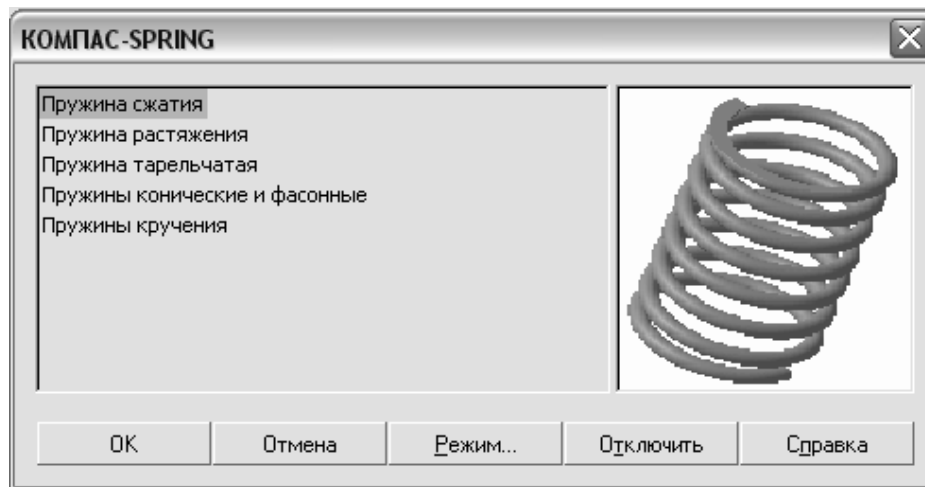 КОМПАС-SPRING
Пружина сжатия
Пружина растяжения
Пружина тарельчатая
Пружины конические и фасонные
Пружины кручения
OK Отмена Режим... Отключить Справка